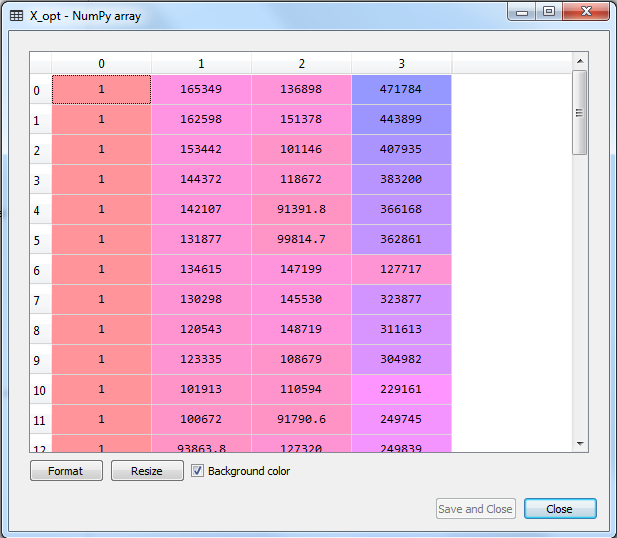 X_opt - NumPy array
0 1 2 3
0 1 165349 136898 471784
1 1 162598 151378 443899
2 1 153442 101146 407935
3 1 144372 118672 383200
4 1 142107 91391.8 366168
5 1 131877 99814.7 362861
6 1 134615 147199 127717
7 1 130298 145530 323877
8 1 120543 148719 311613
9 1 123335 108679 304982
10 1 101913 110594 229161
11 1 100672 91790.6 249745
12 1 93863.8 127320 249839
Format Resize Background color
Save and Close Close